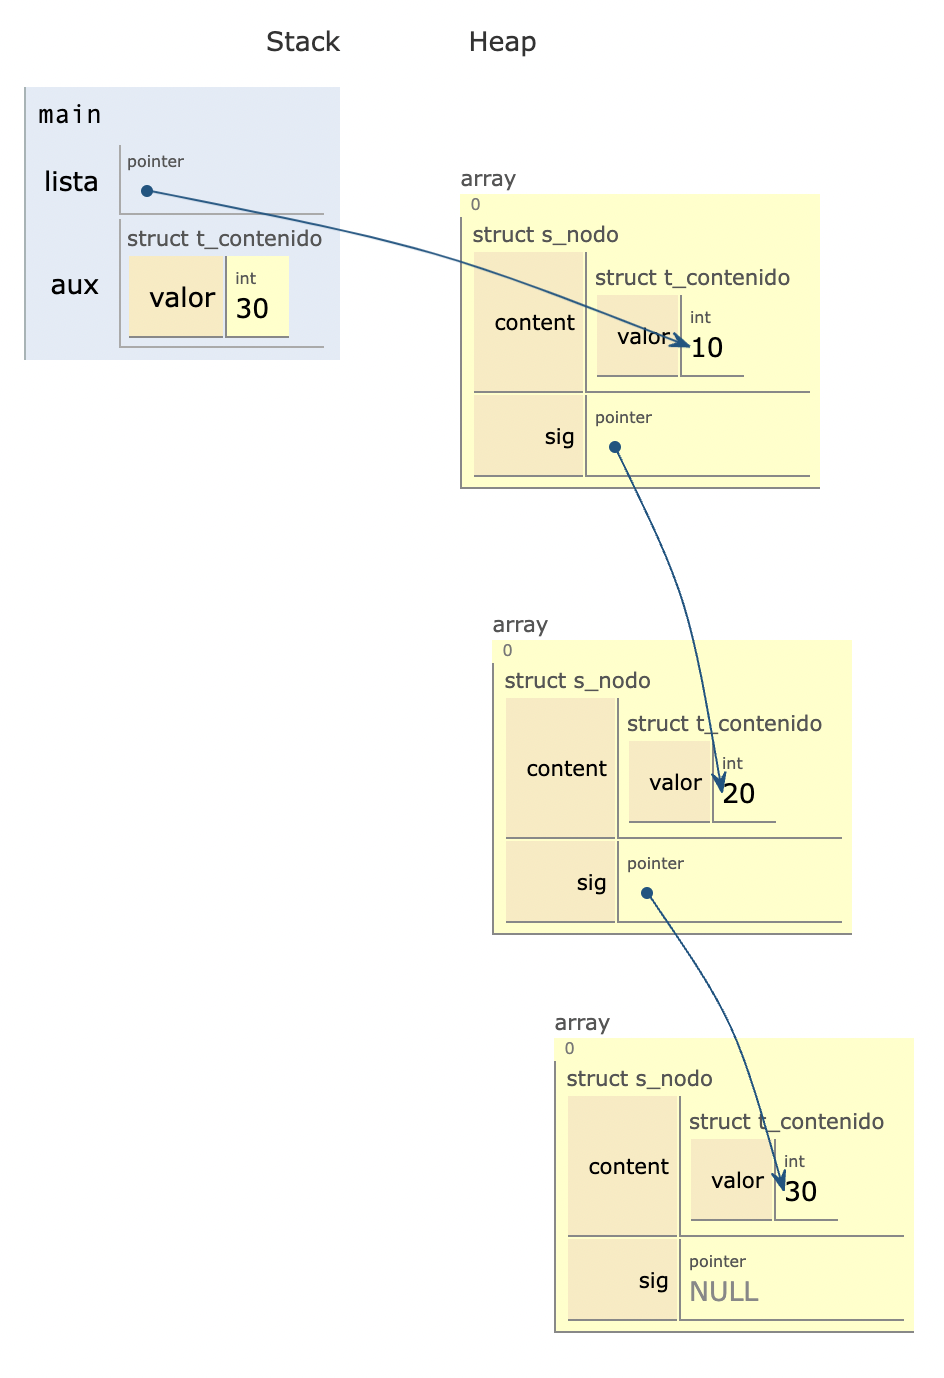 Stack Heap
main
lista pointer
aux struct t_contenido
valor int
30
array
0
struct s_nodo
content struct t_contenido
valor int
10
sig pointer
array
0
struct s_nodo
content struct t_contenido
valor int
20
sig pointer
array
0
struct s_nodo
content struct t_contenido
valor int
30
sig pointer
NULL